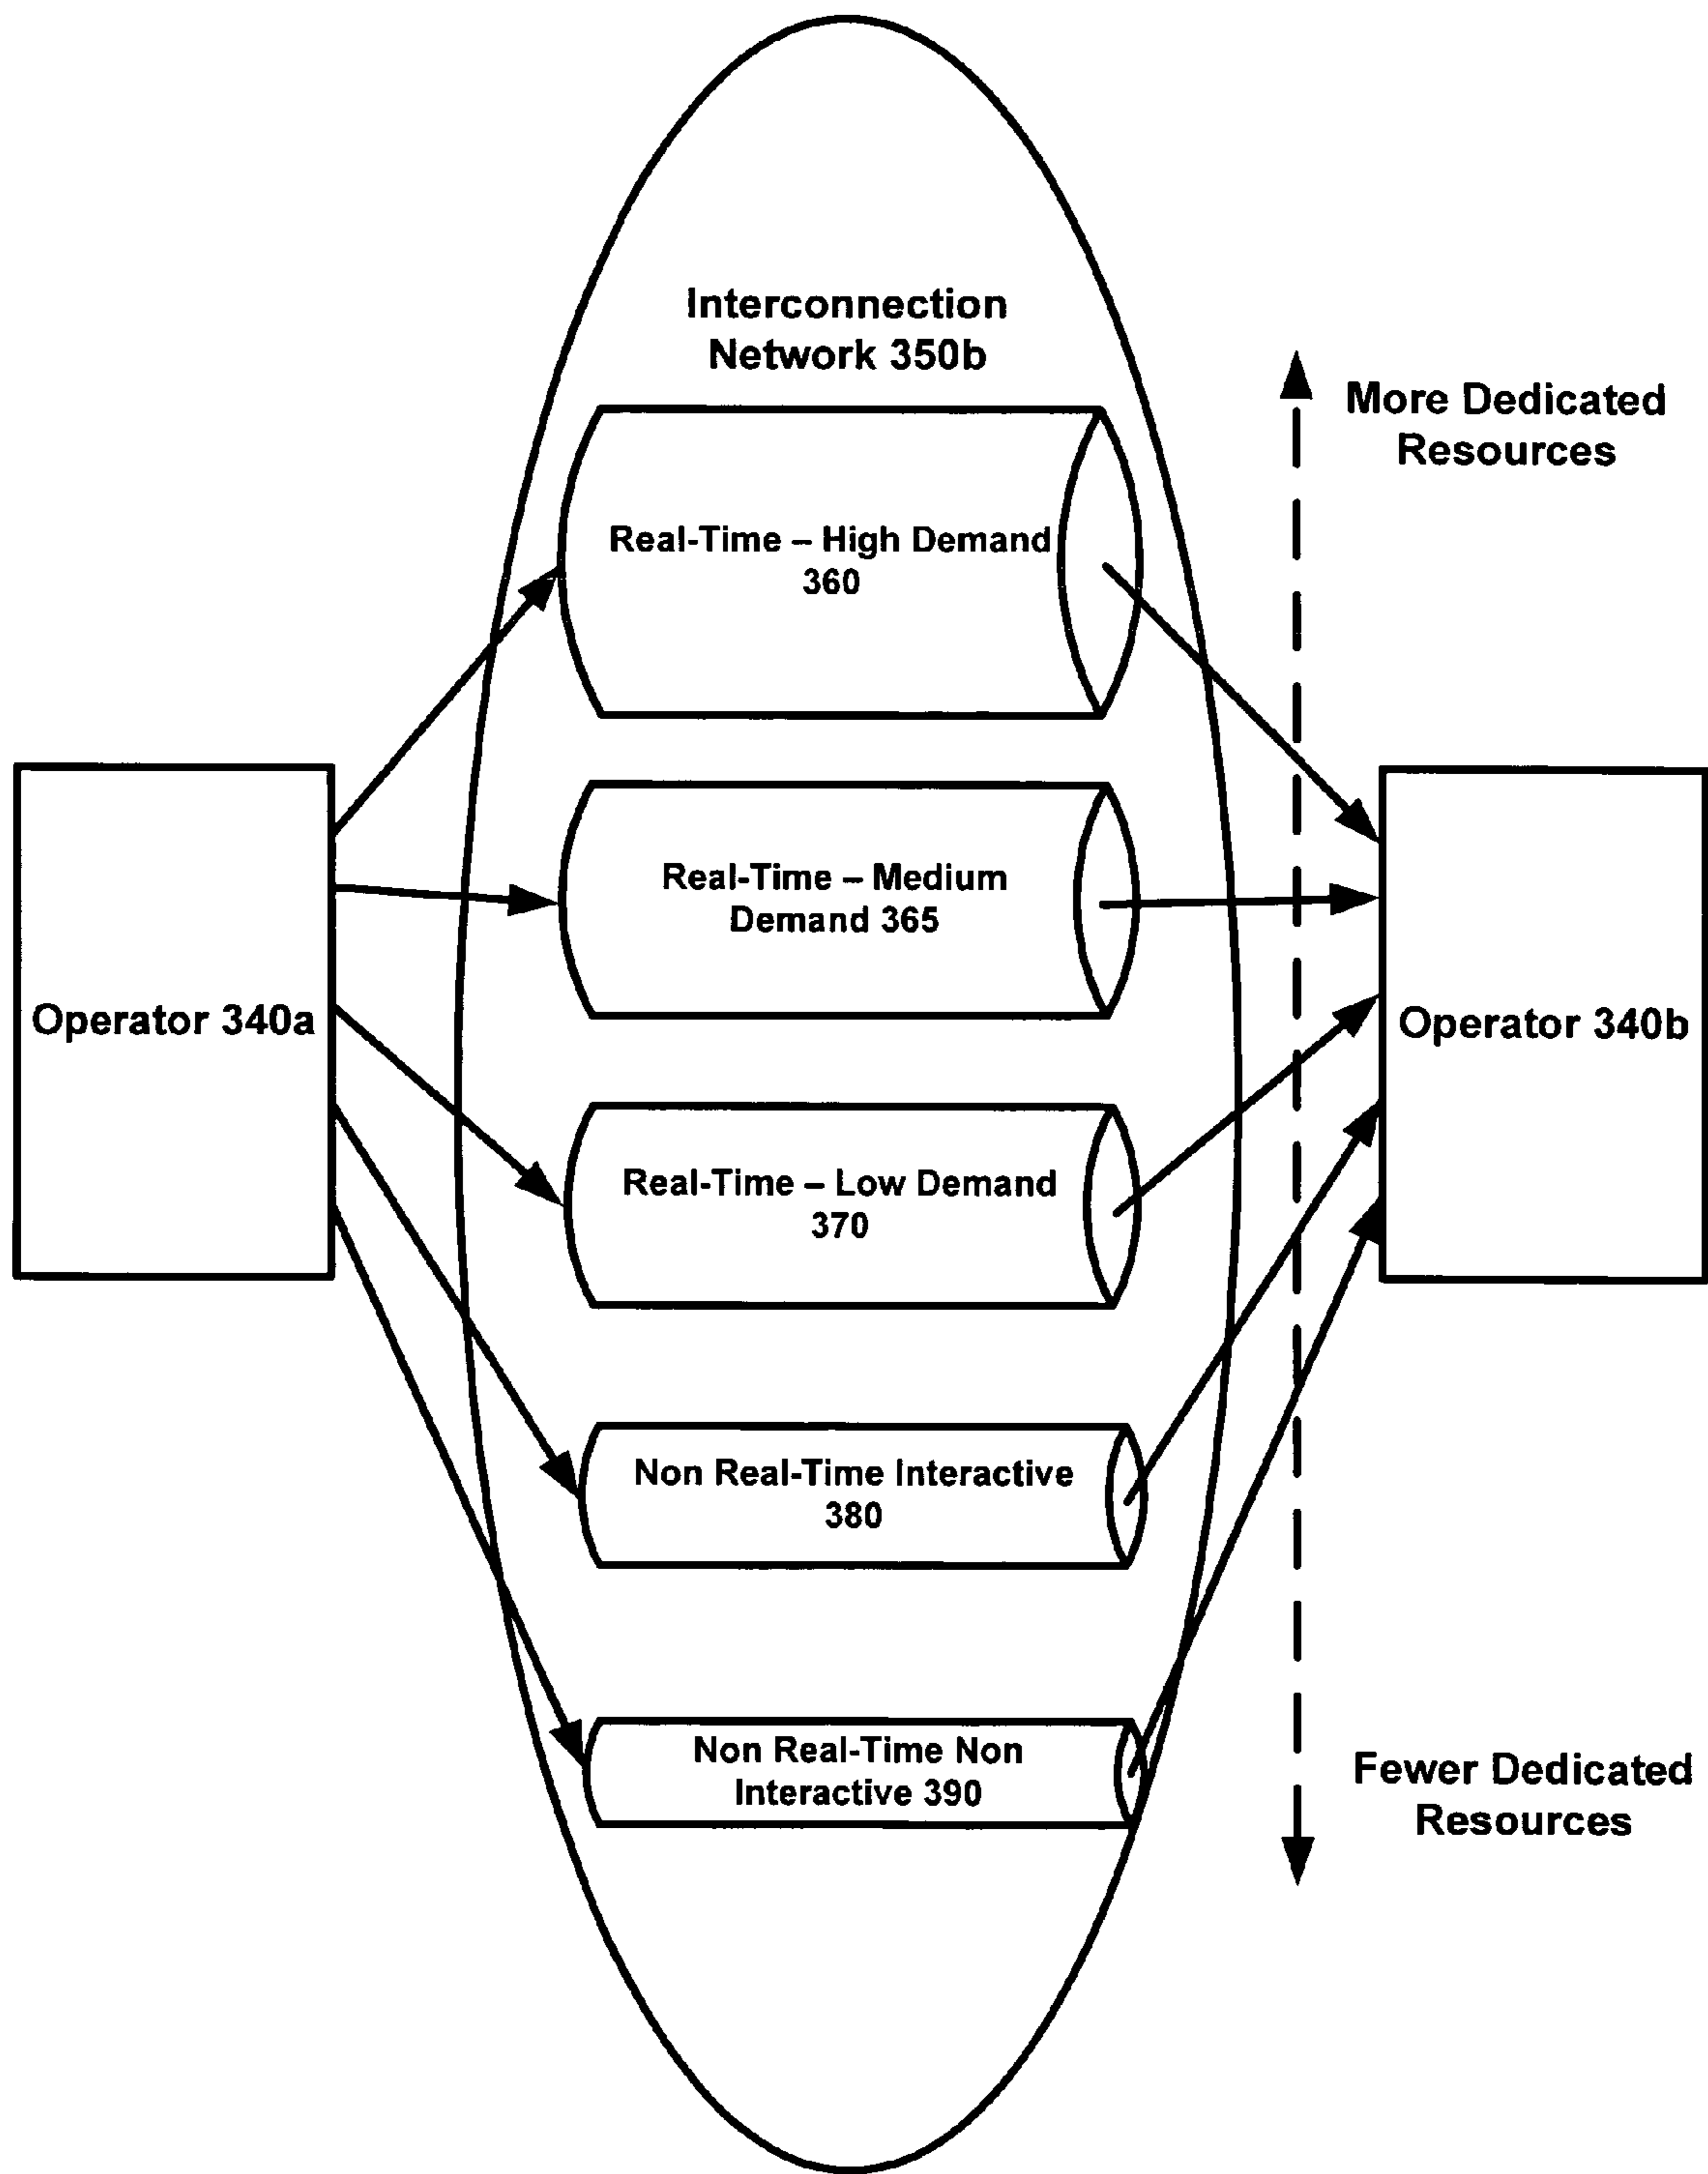 Interconnection
Network 350b
More Dedicated
Resources
Real-Time – High Demand
360
Real-Time – Medium
Demand 365
Operator 340a
Operator 340b
Real-Time – Low Demand
370
Non Real-Time Interactive
380
Non Real-Time Non
Interactive 390
Fewer Dedicated
Resources